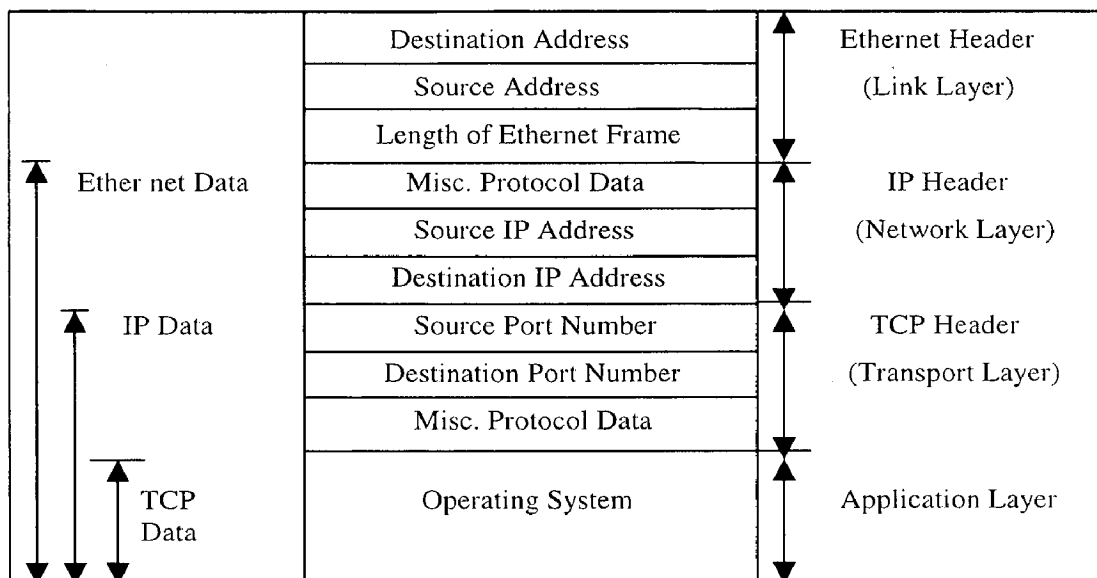 Destination Address
Ethernet Header
Source Address
(Link Layer)
Length of Ethernet Frame
Ether net Data
Misc. Protocol Data
IP Header
Source IP Address
(Network Layer)
Destination IP Address
IP Data
Source Port Number
TCP Header
Destination Port Number
(Transport Layer)
Misc. Protocol Data
TCP
Data
Operating System
Application Layer